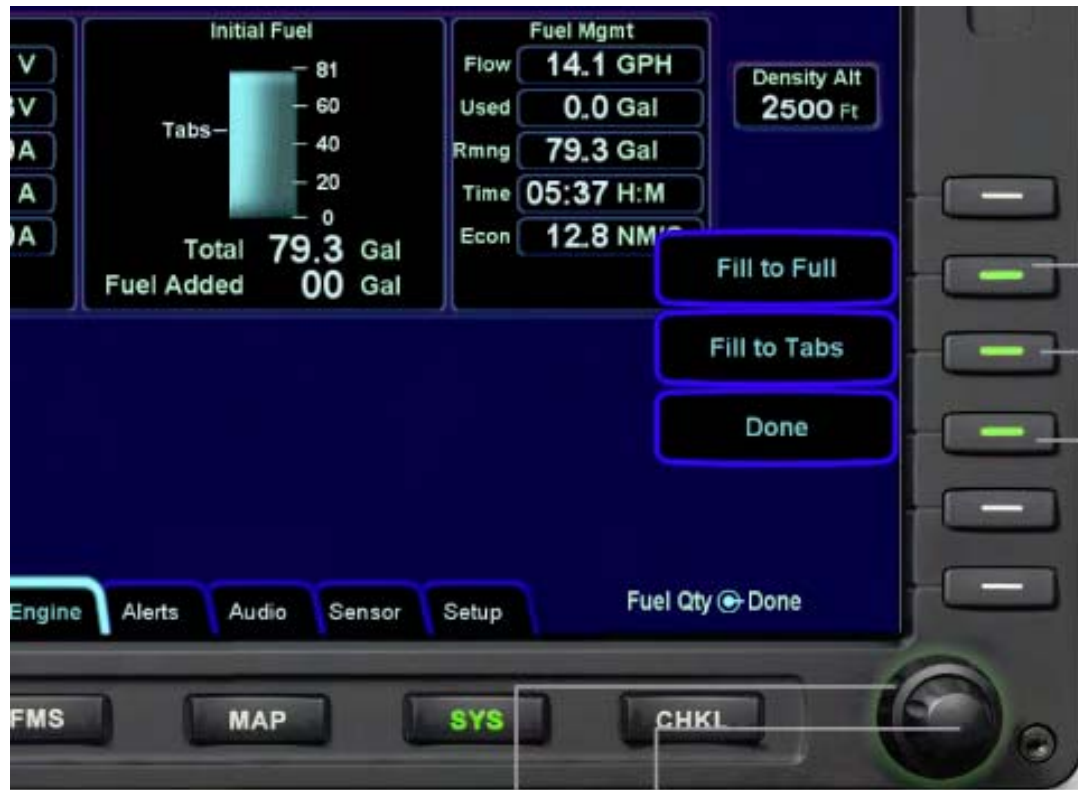 V
V
A
A
A
Initial Fuel
81
60
Tabs
40
20
0
Total 79.3 Gal
Fuel Added 00 Gal
Fuel Mgmt
Flow 14.1 GPH
Used 0.0 Gal
Rmng 79.3 Gal
Time 05:37 H:M
Econ 12.8
Density Alt
2500 Ft
Fill to Full
Fill to Tabs
Done
Engine Alerts Audio Sensor Setup
Fuel Qty Done
FMS MAP SYS CHKL